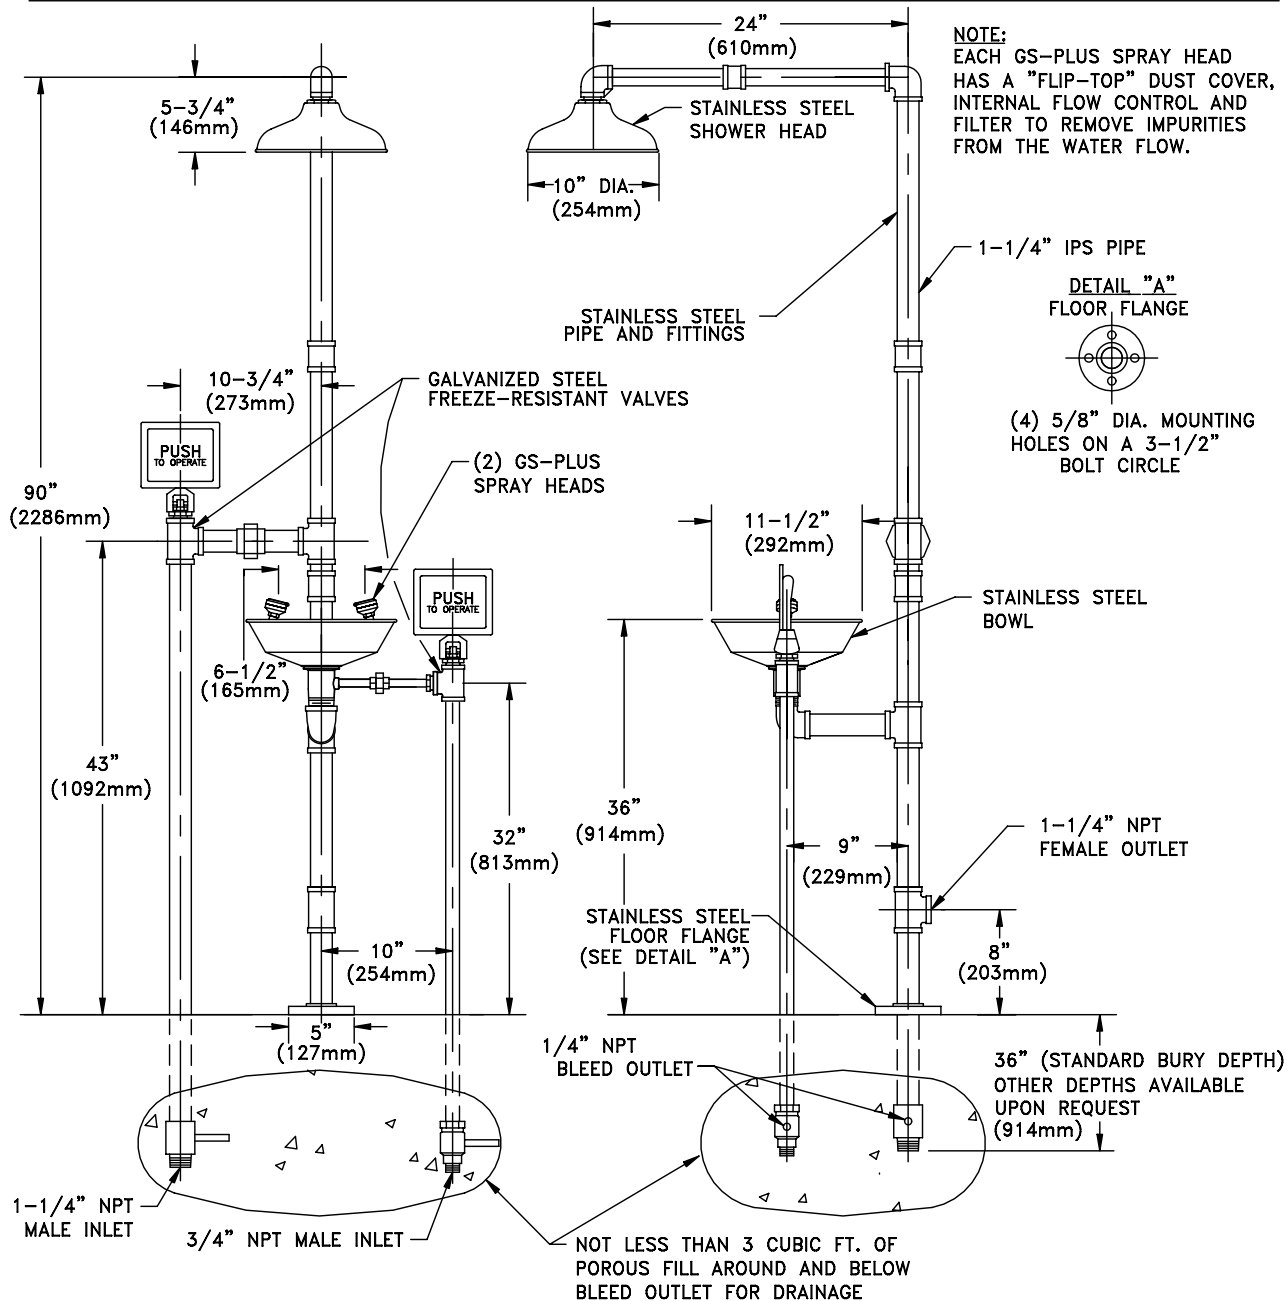 24"
(610mm)
NOTE:
EACH GS-PLUS SPRAY HEAD
HAS A "FLIP-TOP" DUST COVER,
INTERNAL FLOW CONTROL AND
FILTER TO REMOVE IMPURITIES
FROM THE WATER FLOW.
5-3/4"
(146mm)
STAINLESS STEEL
SHOWER HEAD
10" DIA.
(254mm)
1-1/4" IPS PIPE
DETAIL "A"
FLOOR FLANGE
STAINLESS STEEL
PIPE AND FITTINGS
10-3/4"
(273mm)
GALVANIZED STEEL
FREEZE-RESISTANT VALVES
(4) 5/8" DIA. MOUNTING
HOLES ON A 3-1/2"
BOLT CIRCLE
PUSH
TO OPERATE
(2) GS-PLUS
SPRAY HEADS
90"
(2286mm)
11-1/2"
(292mm)
PUSH
TO OPERATE
STAINLESS STEEL
BOWL
6-1/2"
(165mm)
43"
(1092mm)
36"
(914mm)
32"
(813mm)
9"
(229mm)
1-1/4" NPT
FEMALE OUTLET
STAINLESS STEEL
FLOOR FLANGE
(SEE DETAIL "A")
10"
(254mm)
8"
(203mm)
5"
(127mm)
1/4" NPT
BLEED OUTLET
36" (STANDARD BURY DEPTH)
OTHER DEPTHS AVAILABLE
UPON REQUEST
(914mm)
1-1/4" NPT
MALE INLET
3/4" NPT MALE INLET
NOT LESS THAN 3 CUBIC FT. OF
POROUS FILL AROUND AND BELOW
BLEED OUTLET FOR DRAINAGE